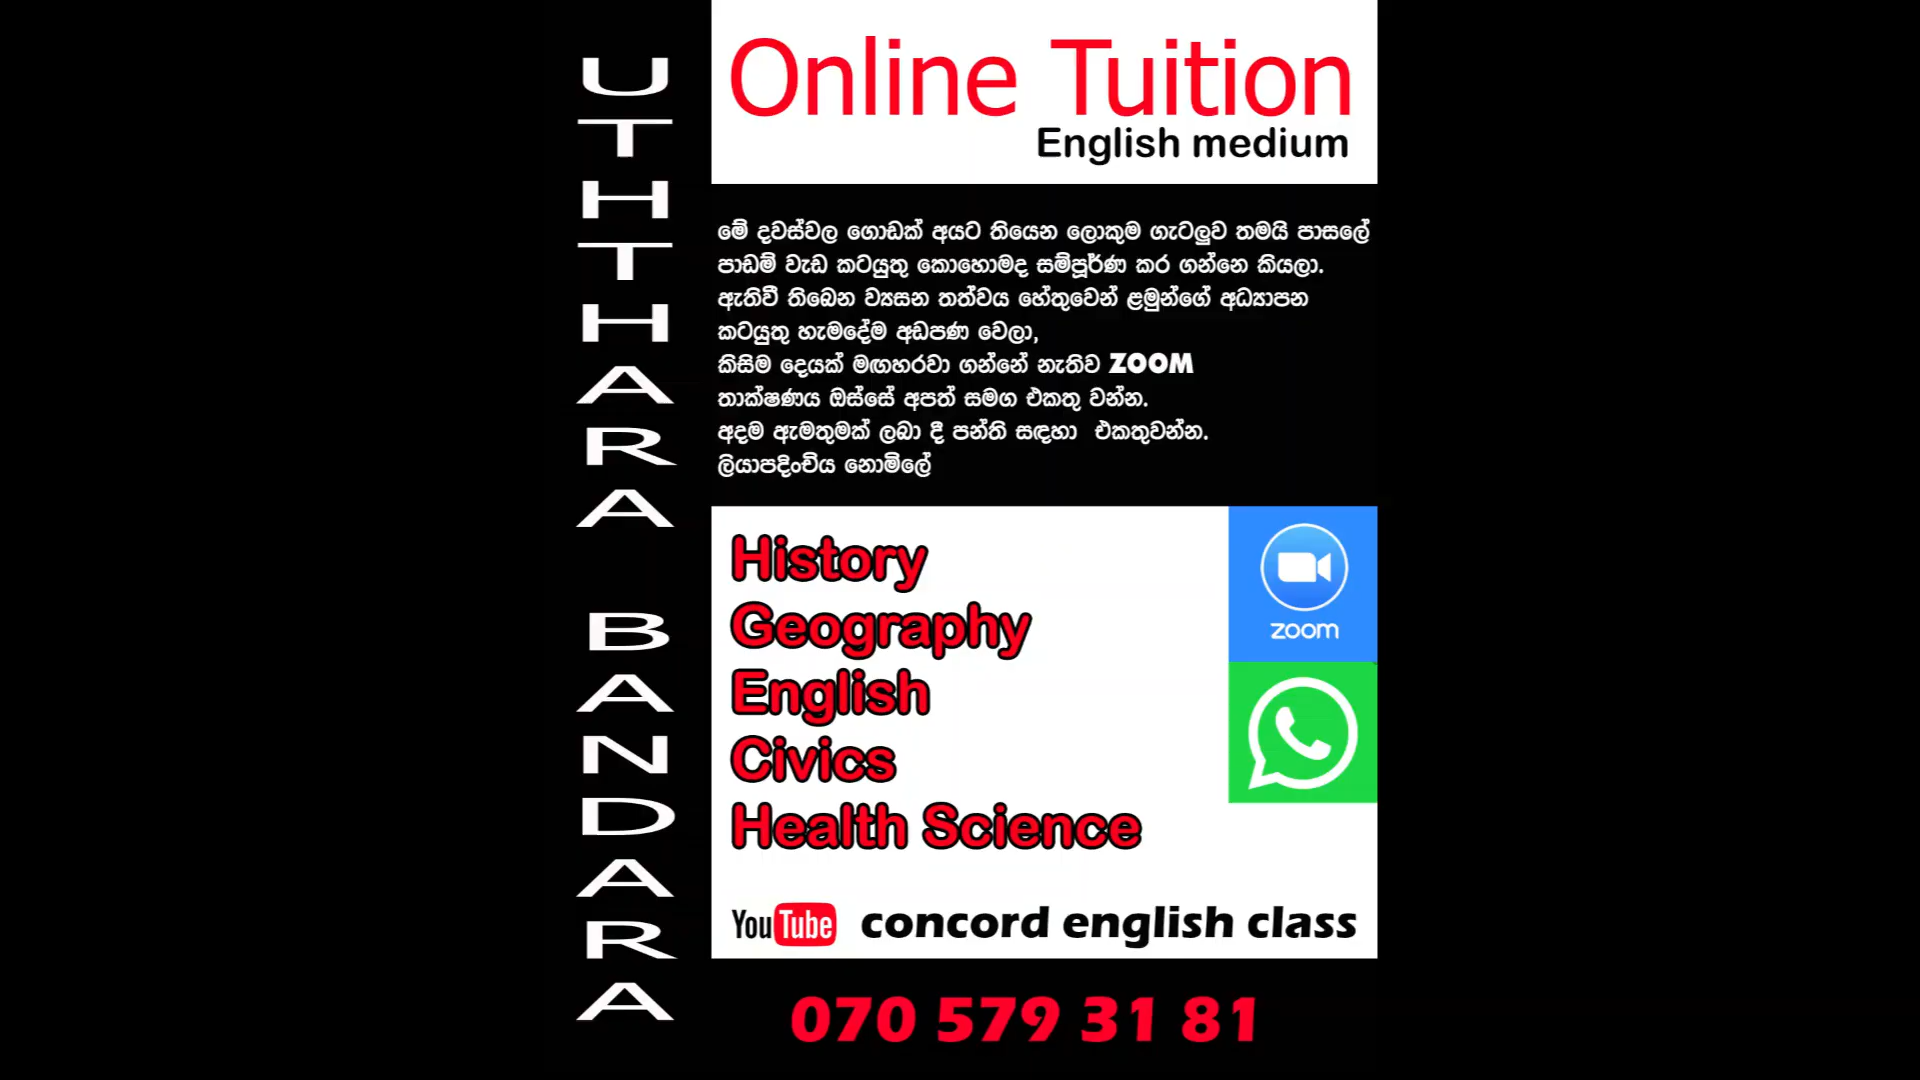 UTHTHARA BANDARA
Online Tuition
English medium
මේ දවස්වල ගොඩක් අයට තියෙන ලොකුම ගැටලුව තමයි පාසලේ
පාඩම් වැඩ කටයුතු කොහොමද සම්පූර්ණ කර ගන්නෙ කියලා.
ඇතිවී තිබෙන ව්‍යසන තත්වය හේතුවෙන් ළමුන්ගේ අධ්‍යාපන
කටයුතු හැමදේම අඩපණ වෙලා,
කිසිම දෙයක් මඟහරවා ගන්නේ නැතිව ZOOM
තාක්ෂණය ඔස්සේ අපත් සමග එකතු වන්න.
අදම ඇමතුමක් ලබා දී පන්ති සඳහා එකතුවන්න.
ලියාපදිංචිය නොමිලේ
History
Geography
English
Civics
Health Science
zoom
YouTube concord english class
070 579 31 81